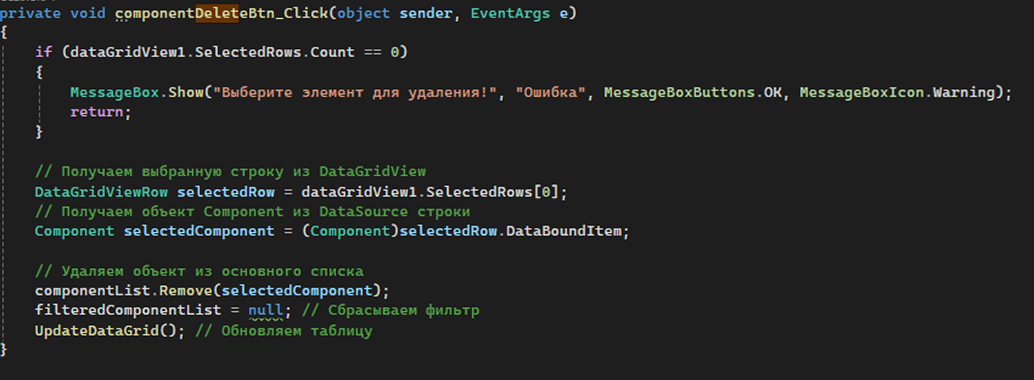 private void componentDeleteBtn_Click(object sender, EventArgs e)
{
if (dataGridView1.SelectedRows.Count == 0)
{
MessageBox.Show("Выберите элемент для удаления!", "Ошибка", MessageBoxButtons.OK, MessageBoxIcon.Warning);
return;
}
// Получаем выбранную строку из DataGridView
DataGridViewRow selectedRow = dataGridView1.SelectedRows[0];
// Получаем объект Component из DataSource строки
Component selectedComponent = (Component)selectedRow.DataBoundItem;
// Удаляем объект из основного списка
componentList.Remove(selectedComponent);
filteredComponentList = null; // Сбрасываем фильтр
UpdateDataGrid(); // Обновляем таблицу
}